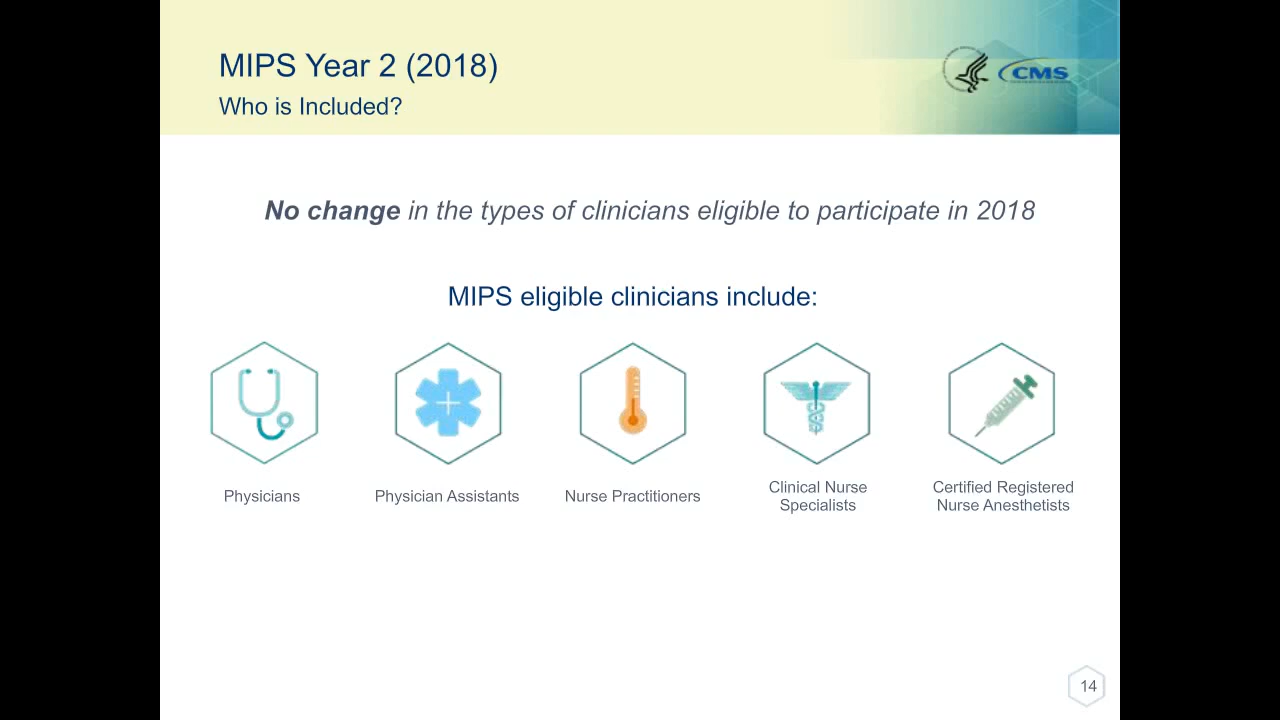 MIPS Year 2 (2018)
Who is Included?
CMS
No change in the types of clinicians eligible to participate in 2018
MIPS eligible clinicians include:
Physicians
Physician Assistants
Nurse Practitioners
Clinical Nurse
Specialists
Certified Registered
Nurse Anesthetists
14